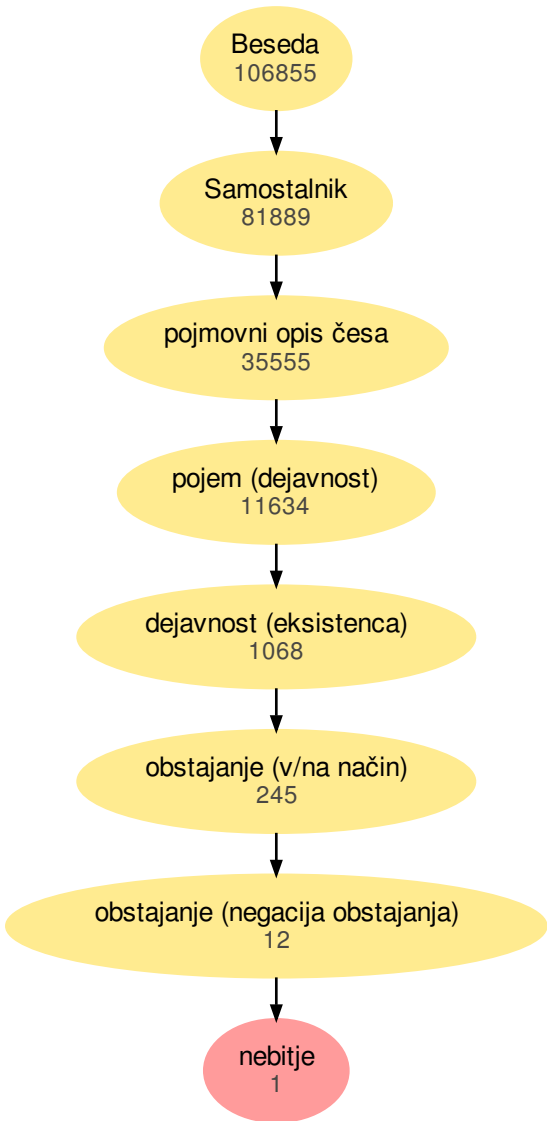 Beseda
106855
Samostalnik
81889
pojmovni opis česa
35555
pojem (dejavnost)
11634
dejavnost (eksistenca)
1068
obstajanje (v/na način)
245
obstajanje (negacija obstajanja)
12
nebitje
1